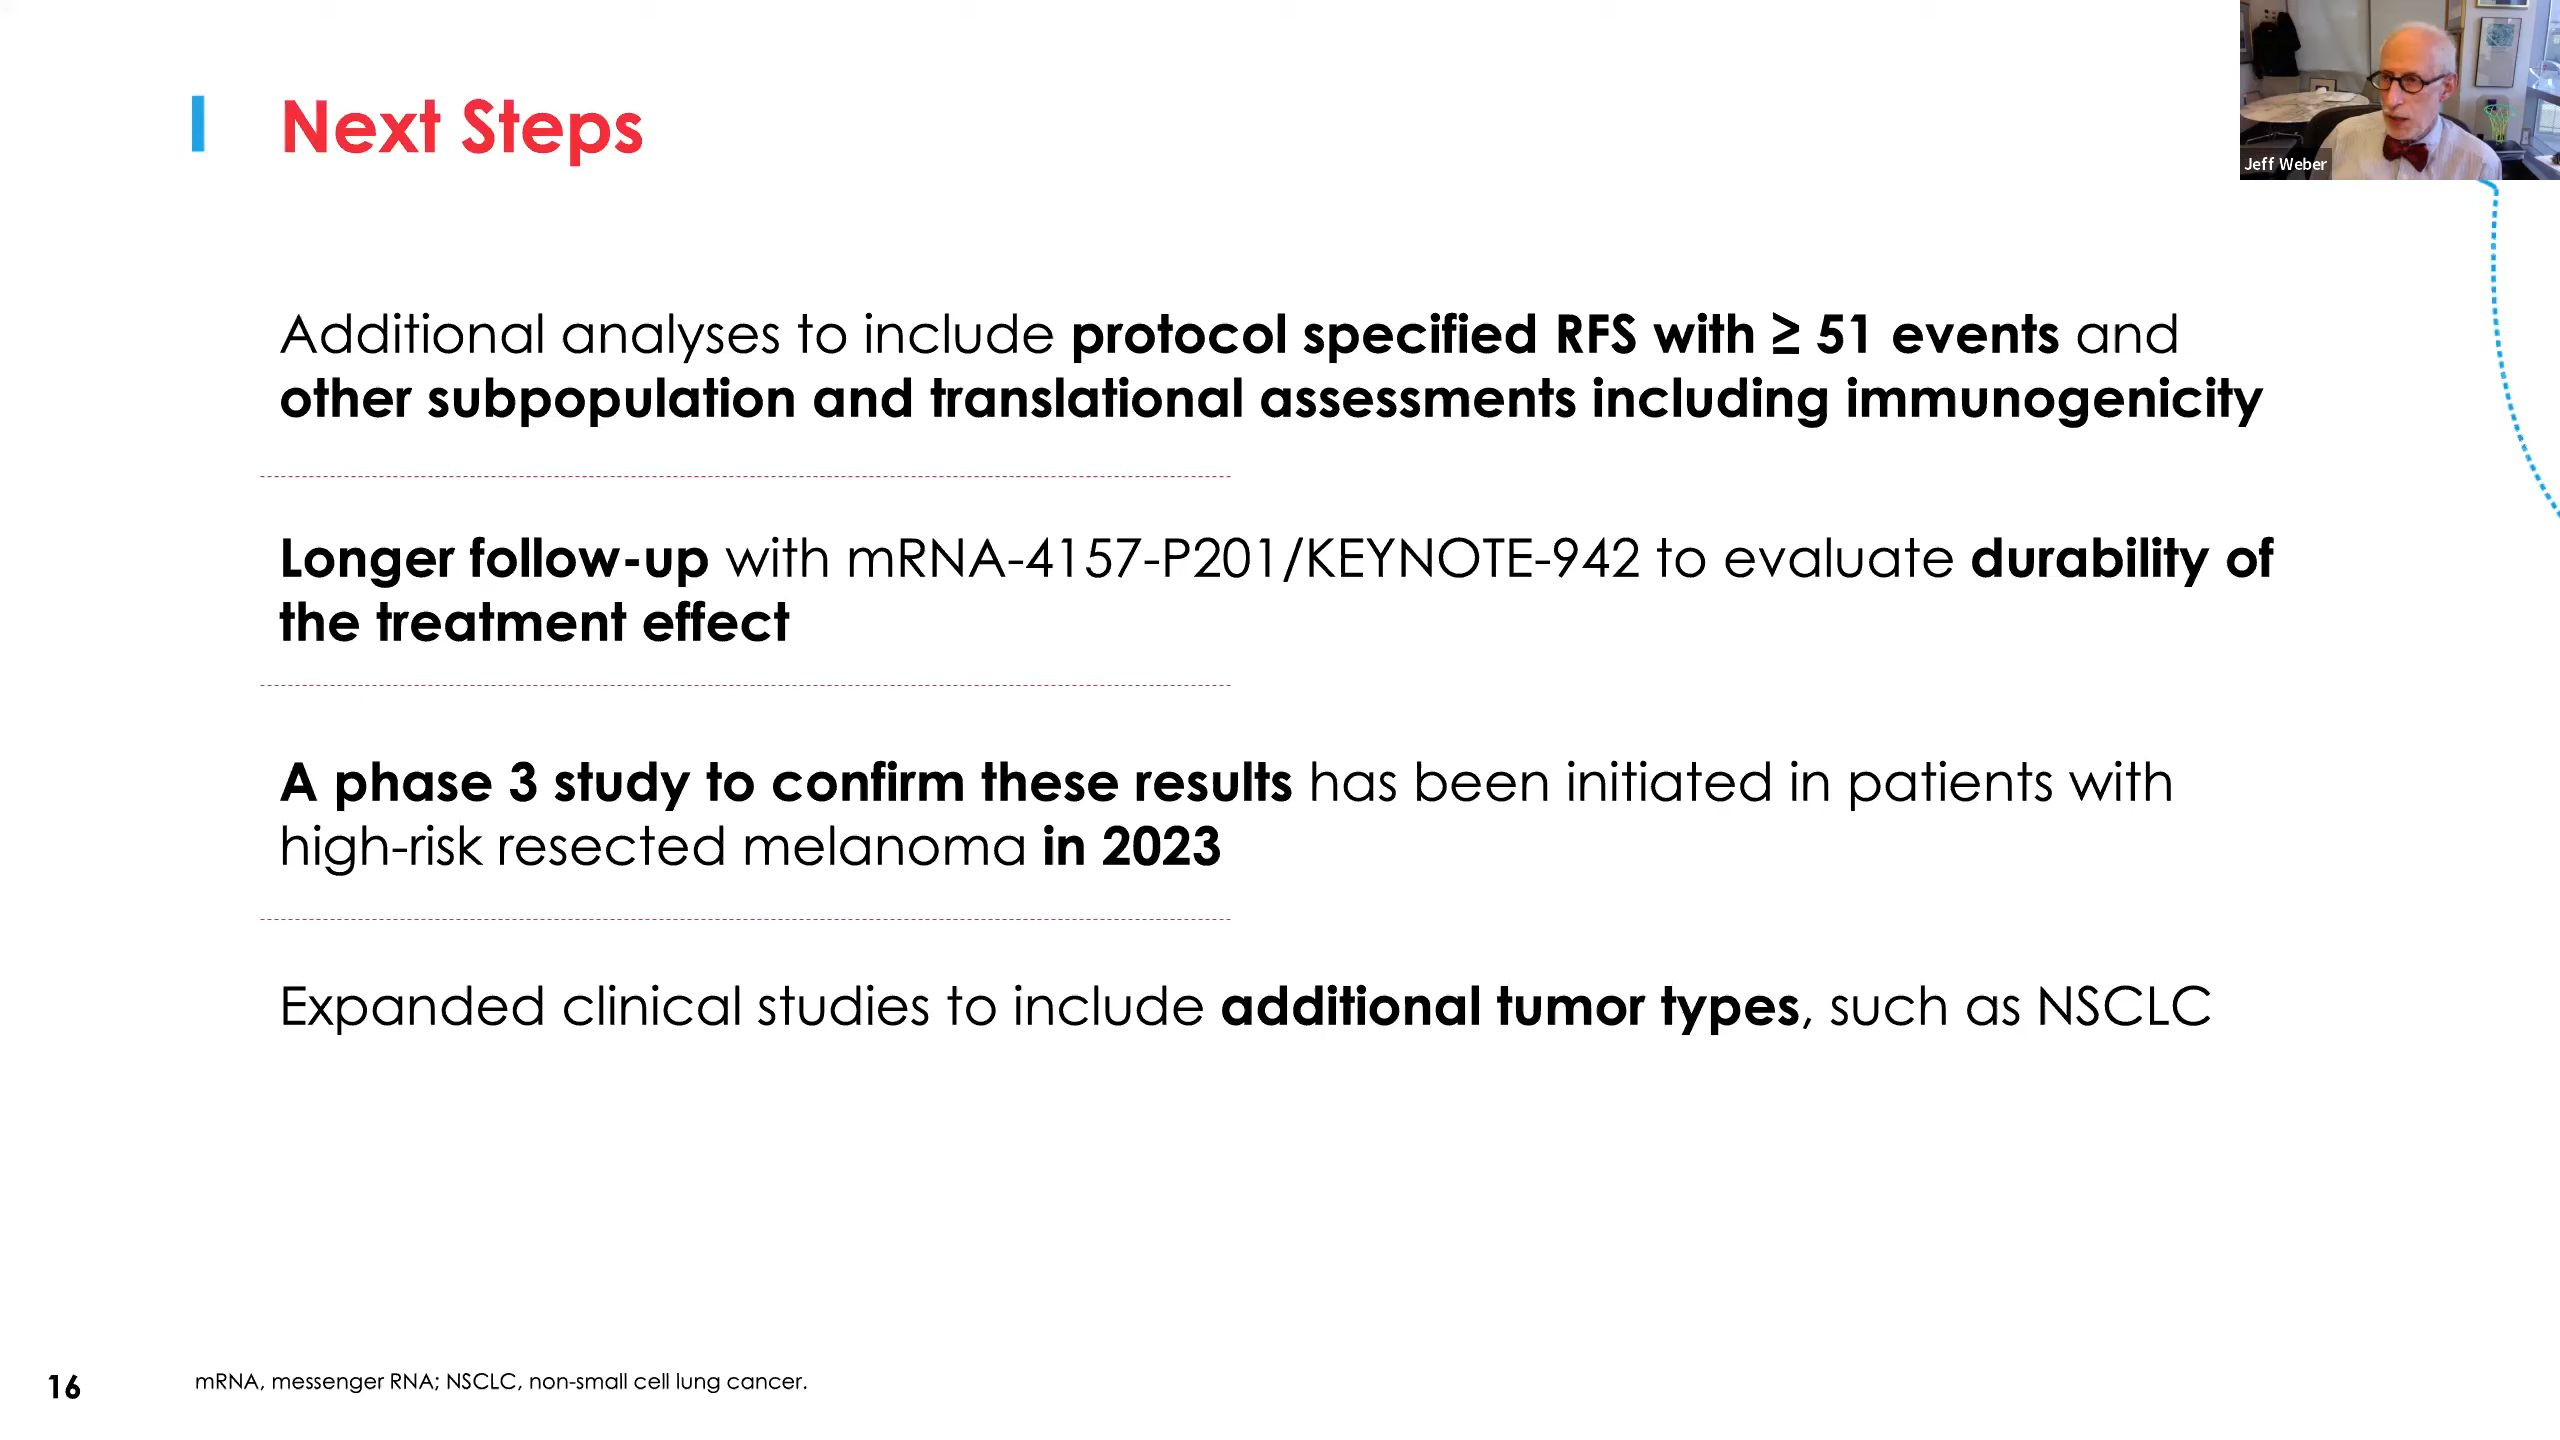 Jeff Weber
Next Steps
Additional analyses to include protocol specified RFS with ≥ 51 events and
other subpopulation and translational assessments including immunogenicity
Longer follow-up with mRNA-4157-P201/KEYNOTE-942 to evaluate durability of
the treatment effect
A phase 3 study to confirm these results has been initiated in patients with
high-risk resected melanoma in 2023
Expanded clinical studies to include additional tumor types, such as NSCLC
16
mRNA, messenger RNA; NSCLC, non-small cell lung cancer.